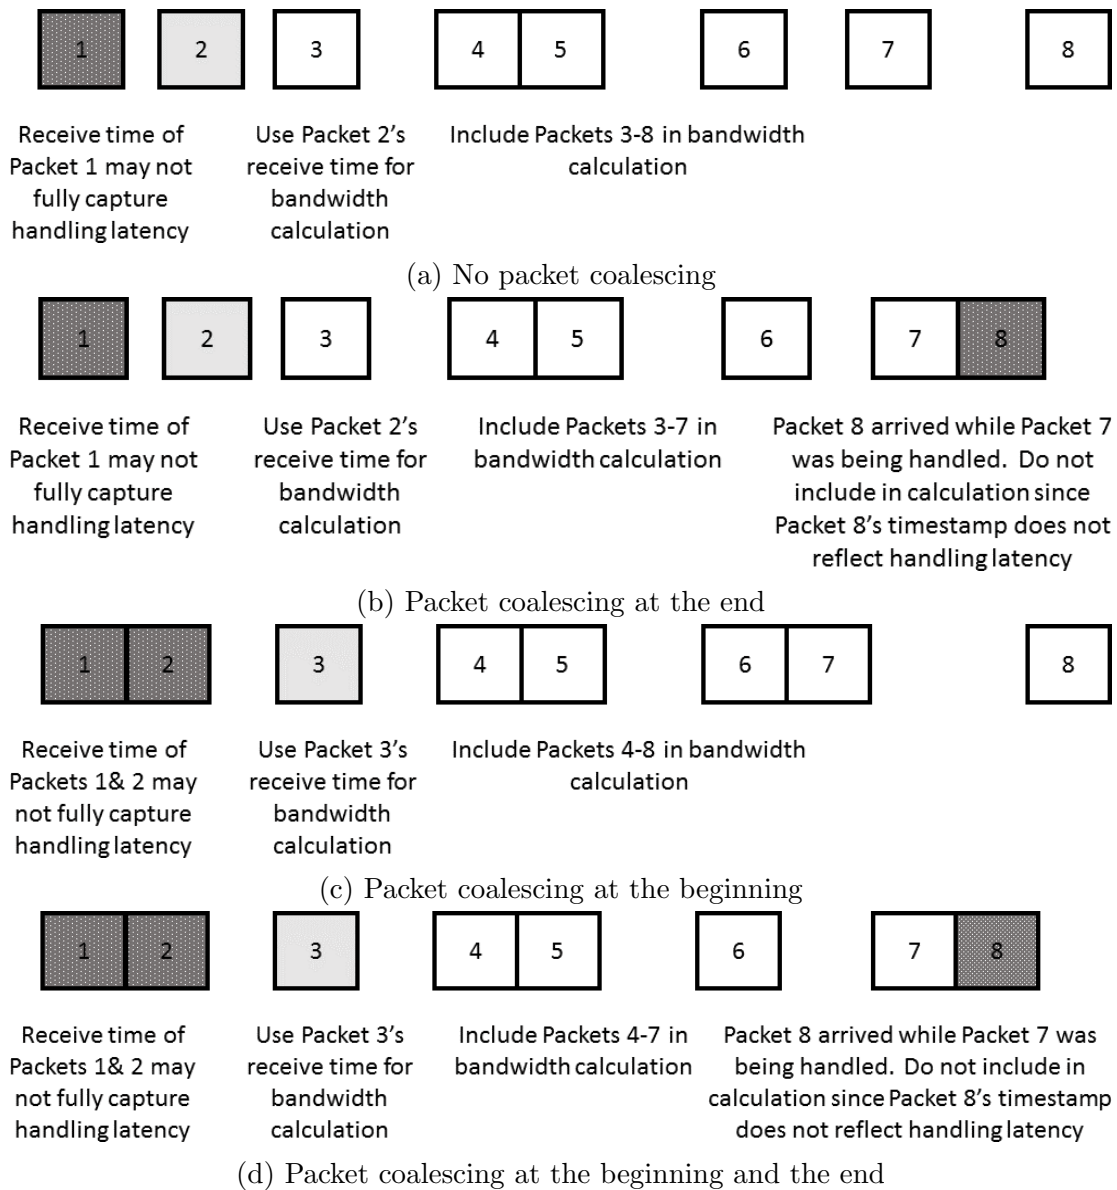 1 2 3 4 5 6 7 8
Receive time of
Packet 1 may not
fully capture
handling latency
Use Packet 2's
receive time for
bandwidth
calculation
Include Packets 3-8 in bandwidth
calculation
(a) No packet coalescing
1 2 3 4 5 6 7 8
Receive time of
Packet 1 may not
fully capture
handling latency
Use Packet 2's
receive time for
bandwidth
calculation
Include Packets 3-7 in
bandwidth calculation
Packet 8 arrived while Packet 7
was being handled. Do not
include in calculation since
Packet 8's timestamp does not
reflect handling latency
(b) Packet coalescing at the end
1 2 3 4 5 6 7 8
Receive time of
Packets 1& 2 may
not fully capture
handling latency
Use Packet 3's
receive time for
bandwidth
calculation
Include Packets 4-8 in bandwidth
calculation
(c) Packet coalescing at the beginning
1 2 3 4 5 6 7 8
Receive time of
Packets 1& 2 may
not fully capture
handling latency
Use Packet 3's
receive time for
bandwidth
calculation
Include Packets 4-7 in
bandwidth calculation
Packet 8 arrived while Packet 7 was
being handled. Do not include in
calculation since Packet 8's timestamp
does not reflect handling latency
(d) Packet coalescing at the beginning and the end